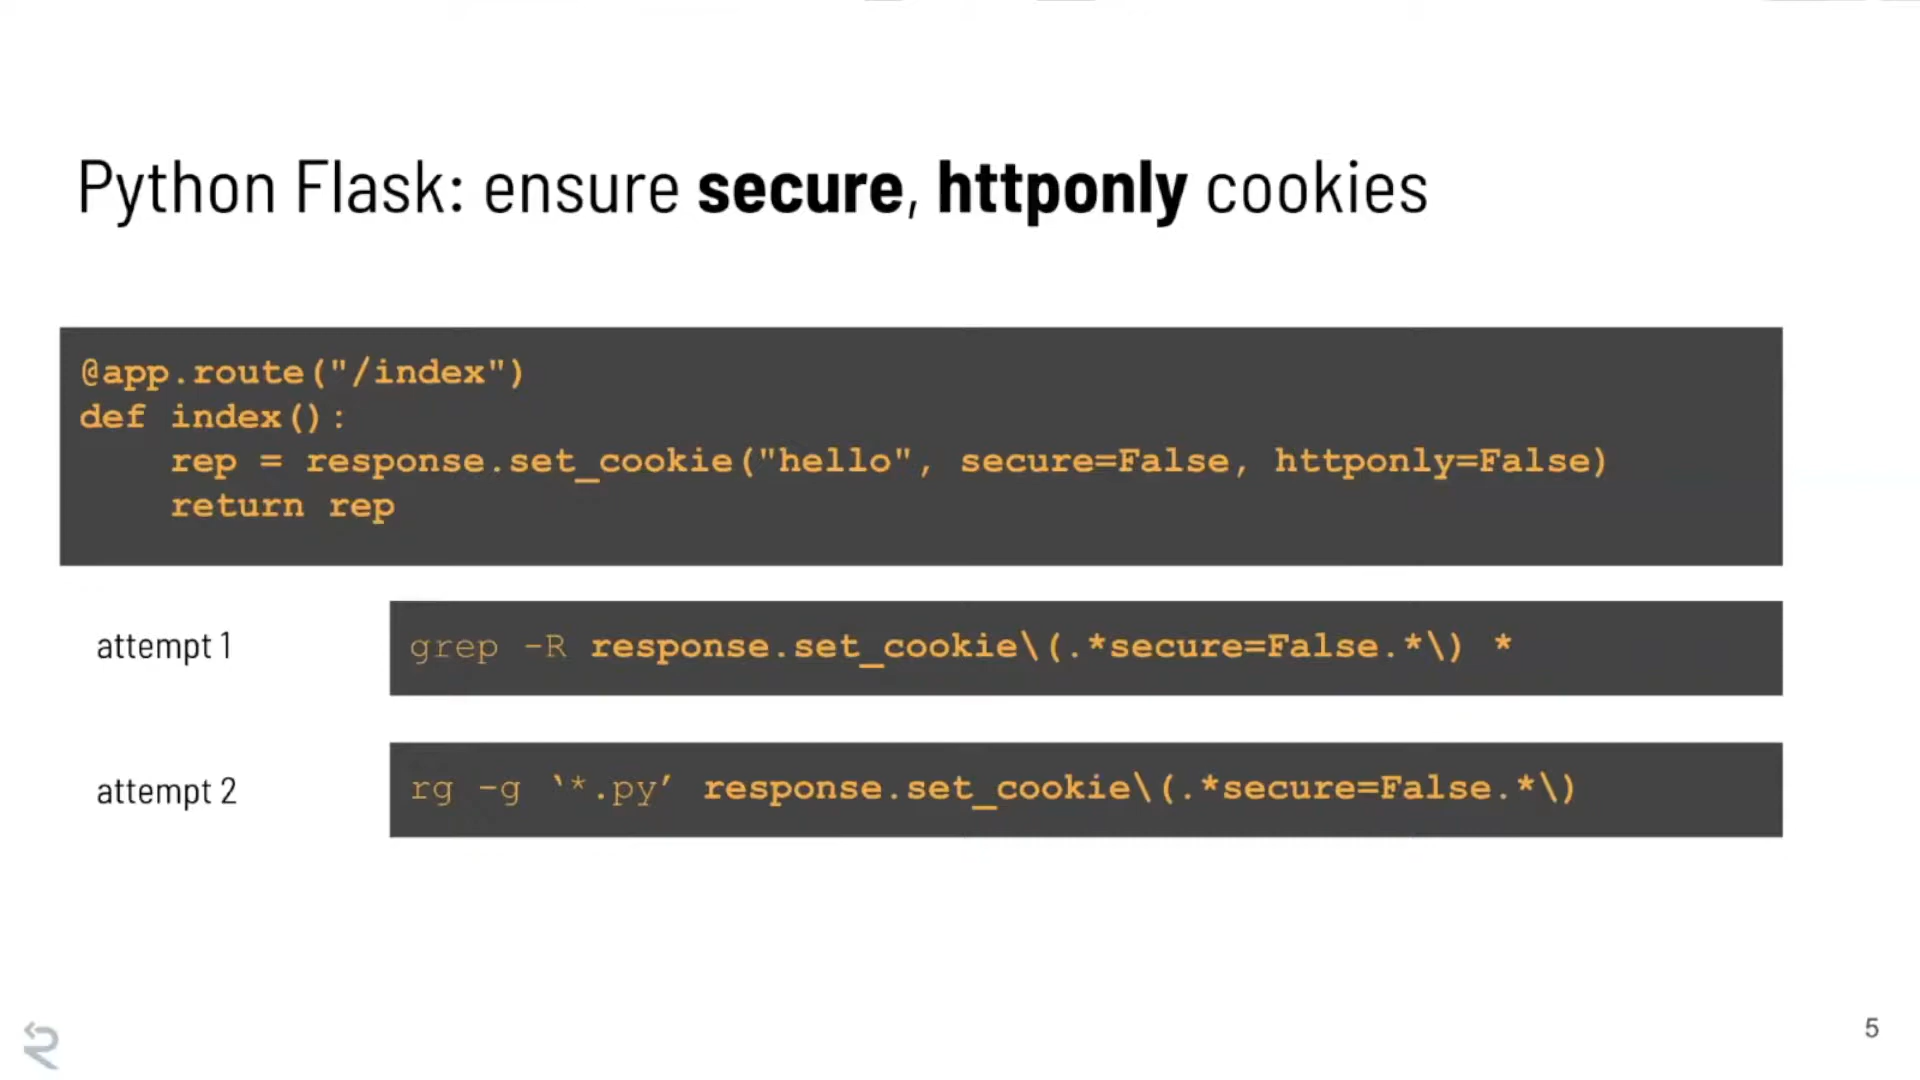 Python Flask: ensure secure, httponly cookies
@app.route("/index")
def index():
    rep = response.set_cookie("hello", secure=False, httponly=False)
    return rep
attempt 1
grep -R response.set_cookie\(.*secure=False.*\) *
attempt 2
rg -g ‘*.py’ response.set_cookie\(.*secure=False.*\)
5